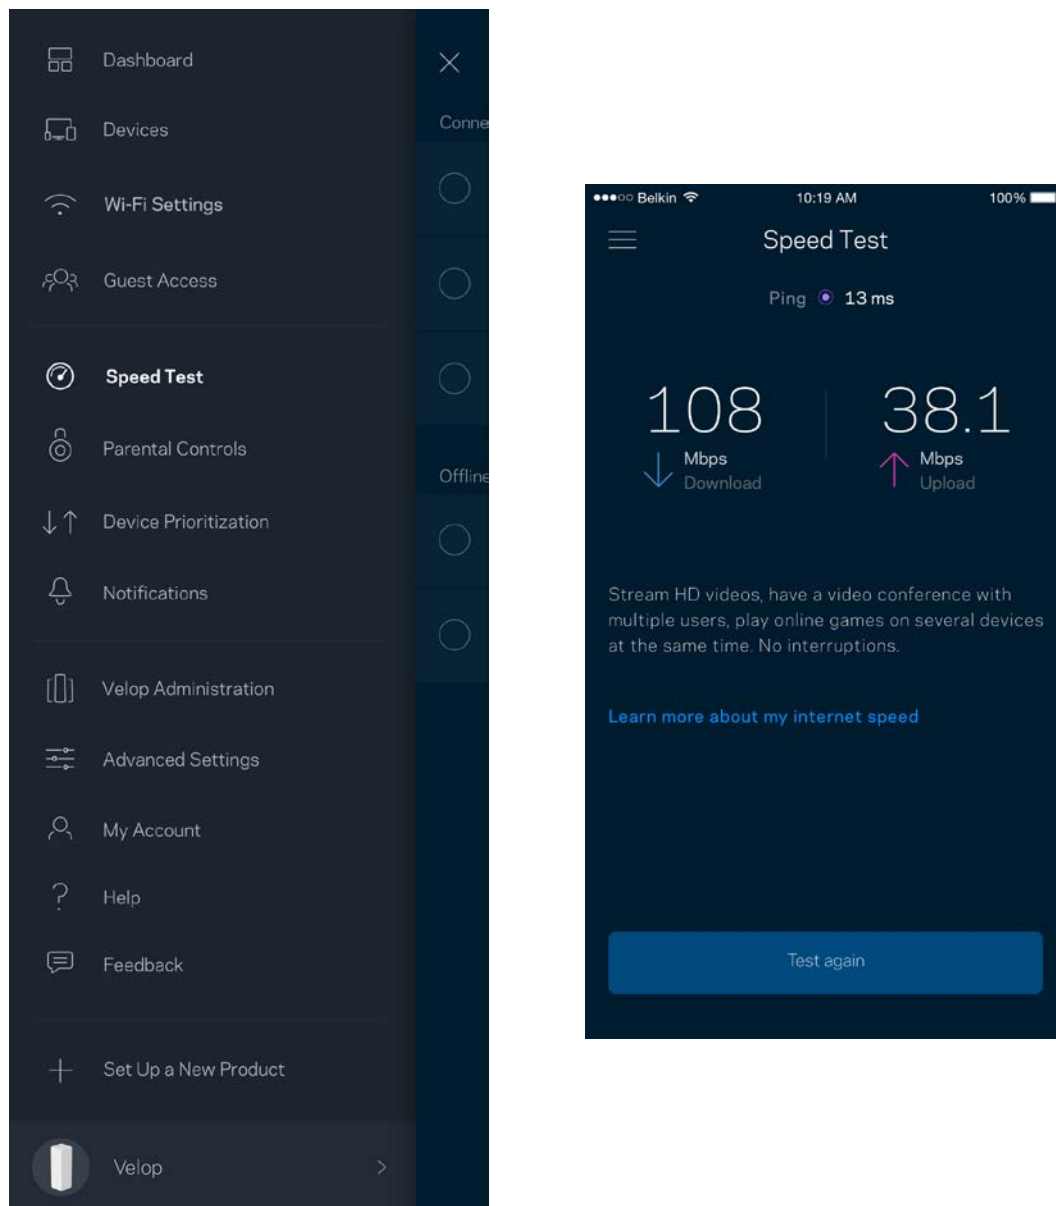 Dashboard
Devices
Conne
Wi-Fi Settings
Guest Access
Speed Test
Parental Controls
Offline
Device Prioritization
Notifications
Velop Administration
Advanced Settings
My Account
Help
Feedback
Set Up a New Product
Velop
Belkin 10:19 AM 100%
Speed Test
Ping 13 ms
108 38.1
Mbps Mbps
Download Upload
Stream HD videos, have a video conference with
multiple users, play online games on several devices
at the same time. No interruptions.
Learn more about my internet speed
Test again